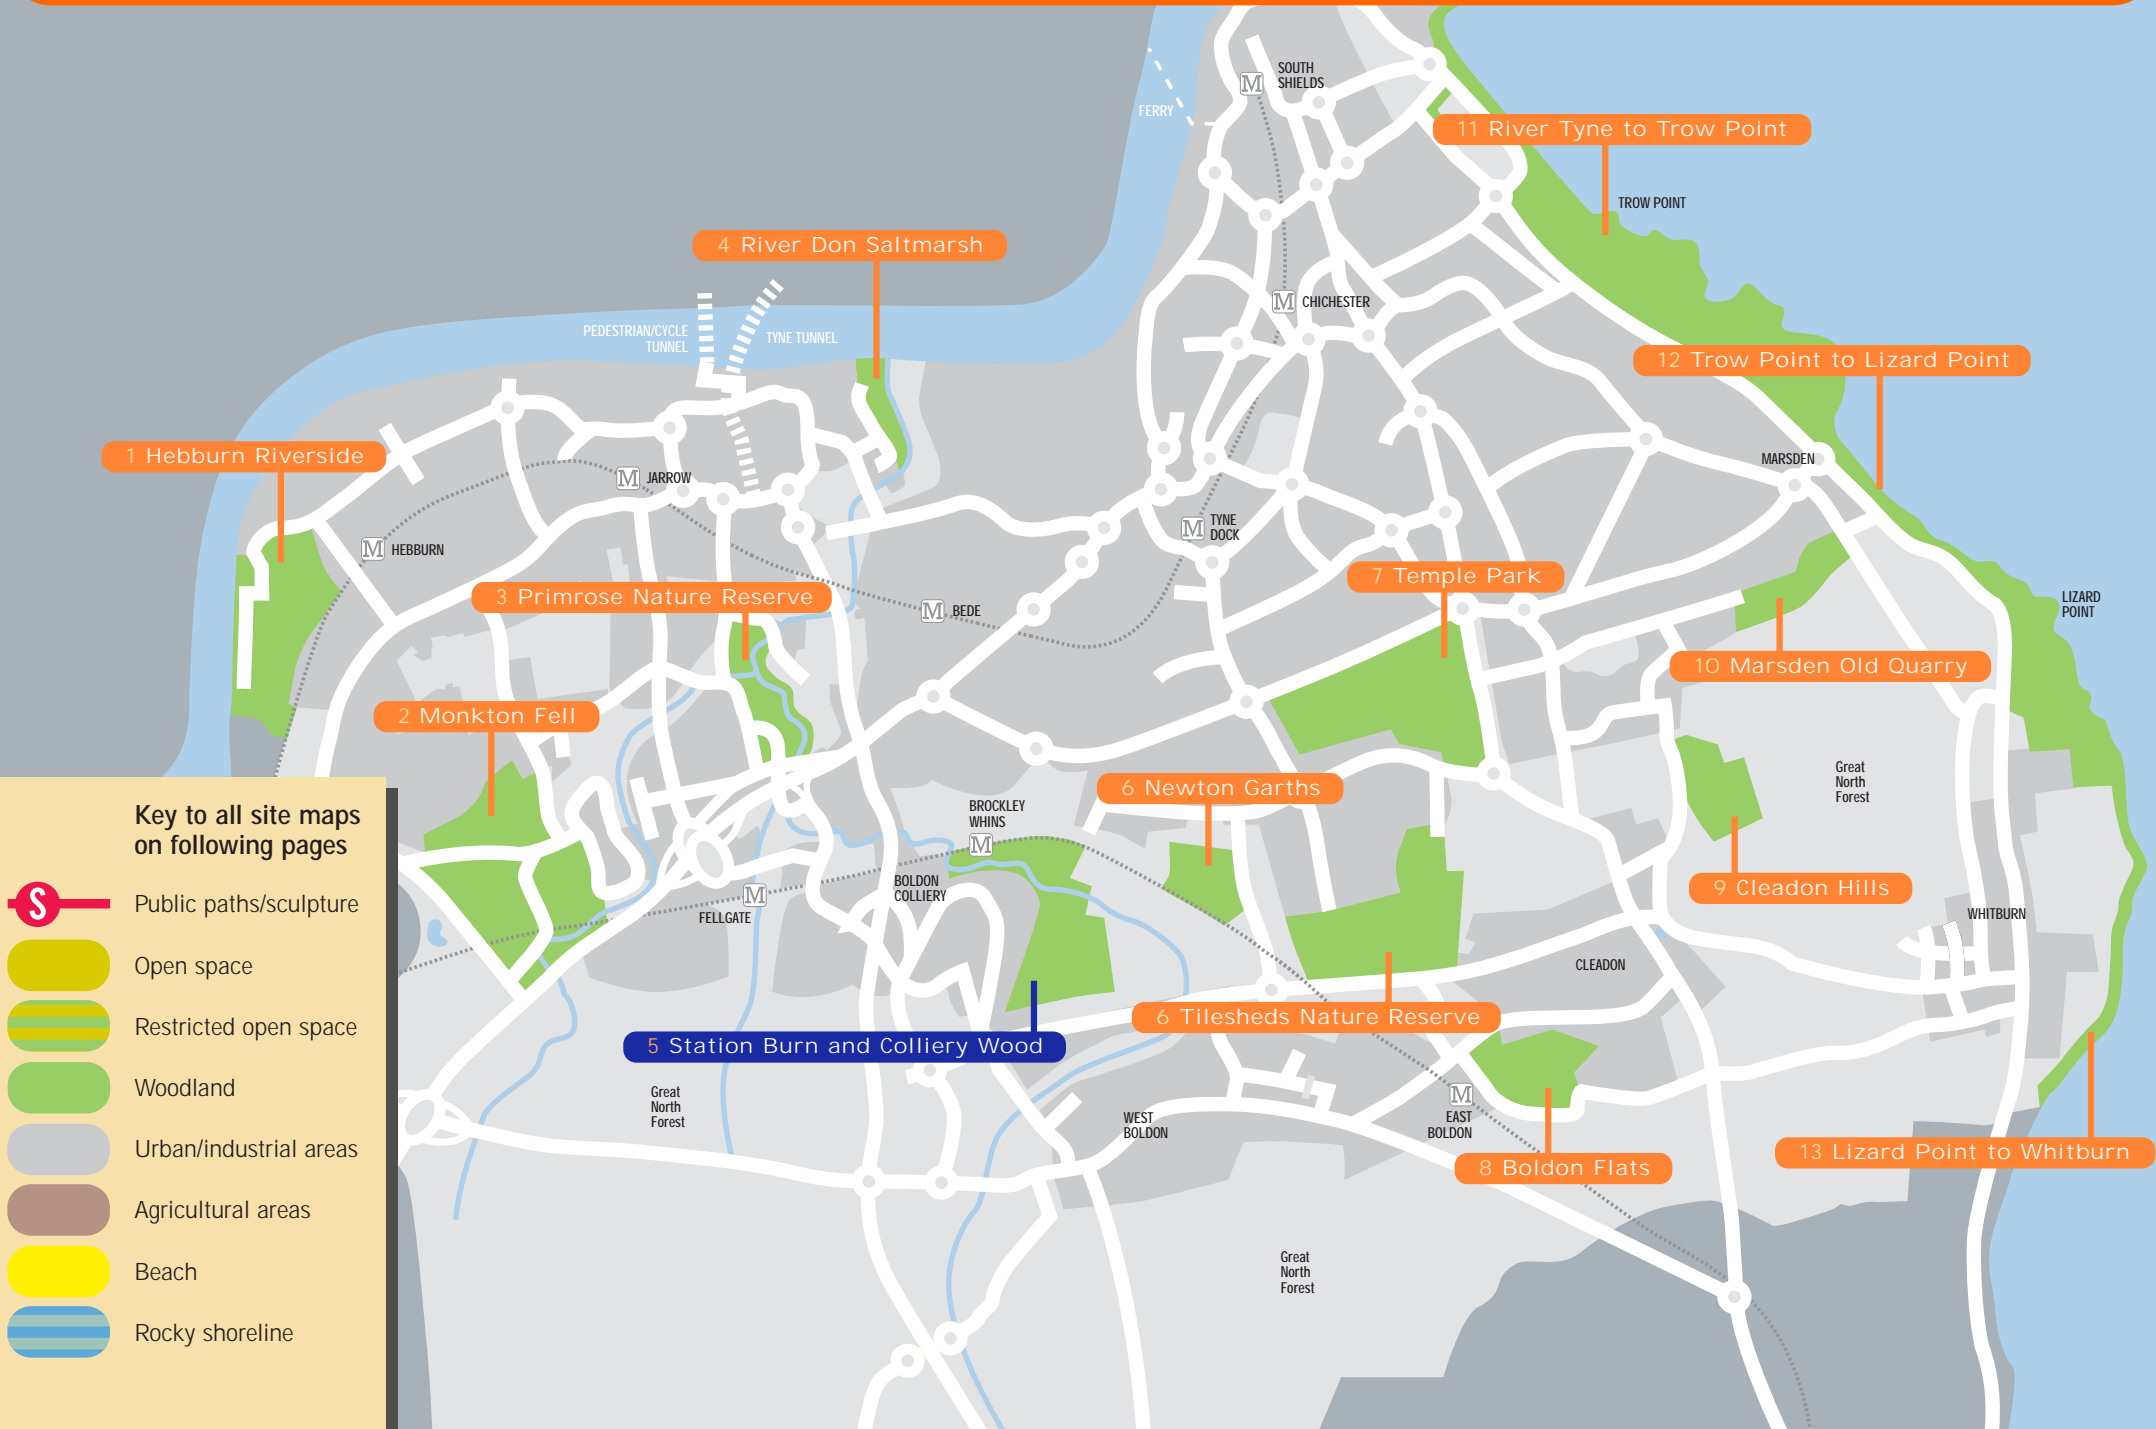 SOUTH
SHIELDS
M
FERRY
11 River Tyne to Trow Point
TROW POINT
4 River Don Saltmarsh
M CHICHESTER
PEDESTRIAN/CYCLE
TUNNEL
TYNE TUNNEL
12 Trow Point to Lizard Point
1 Hebburn Riverside
MARSDEN
M JARROW
M TYNE
DOCK
M HEBBURN
7 Temple Park
3 Primrose Nature Reserve
M BEDE
LIZARD
POINT
10 Marsden Old Quarry
2 Monkton Fell
Great
North
Forest
6 Newton Garths
BROCKLEY
WHINS
M
9 Cleadon Hills
BOLDON
COLLIERY
M
FELLGATE
WHITBURN
CLEADON
6 Tilesheds Nature Reserve
5 Station Burn and Colliery Wood
Great
North
Forest
M
EAST
BOLDON
WEST
BOLDON
13 Lizard Point to Whitburn
8 Boldon Flats
Great
North
Forest
Key to all site maps
on following pages
S Public paths/sculpture
Open space
Restricted open space
Woodland
Urban/industrial areas
Agricultural areas
Beach
Rocky shoreline